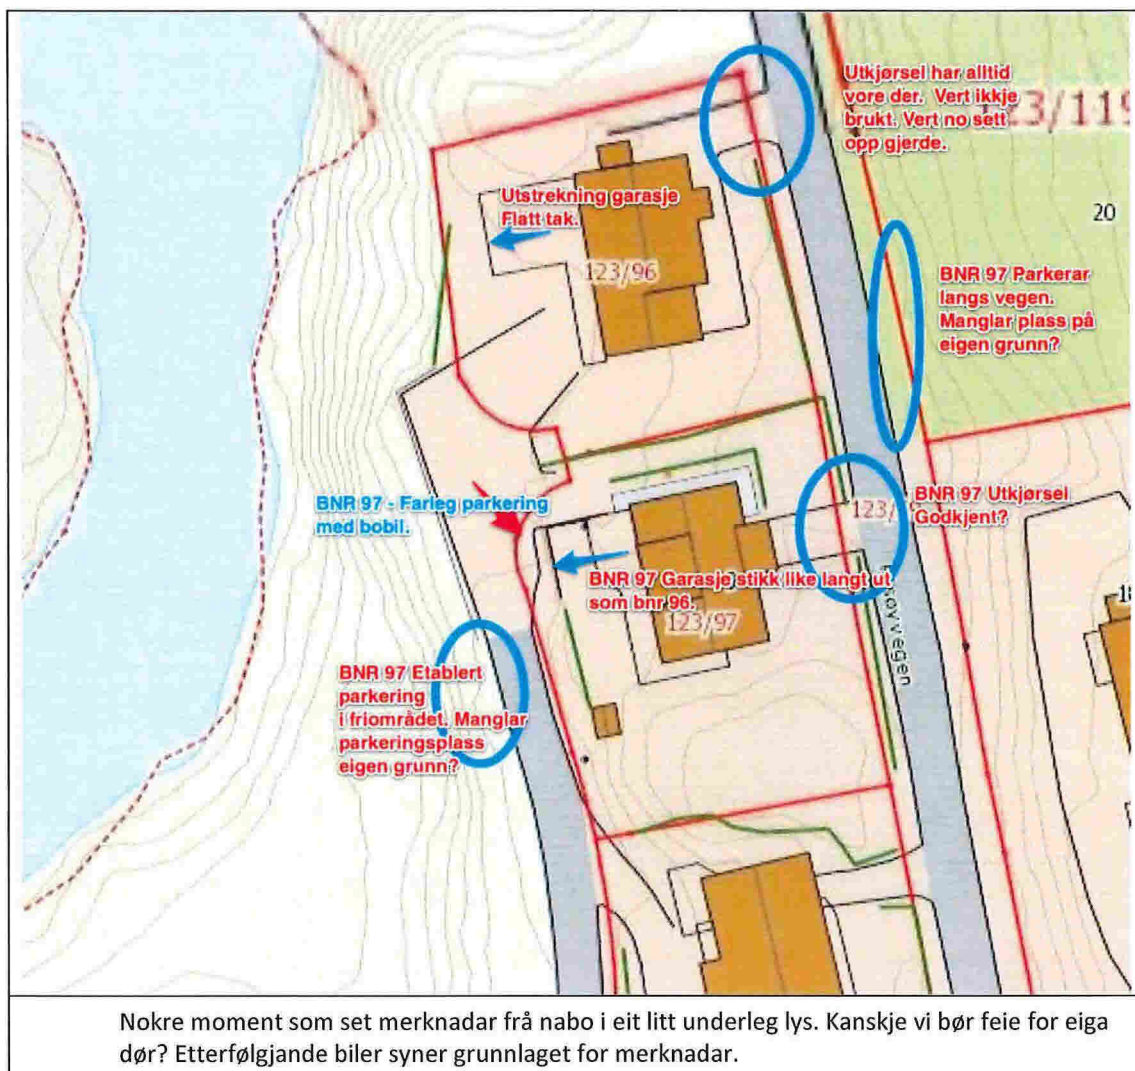 Utkjørsel har alltid
vore der. Vert ikkje
brukt. Vert no sett
opp gjerde.
123/119
20
Utstrekning garasje
Flatt tak.
123/96
BNR 97 Parkerar
langs vegen.
Manglar plass på
eigen grunn?
BNR 97 - Farleg parkering
med bobil.
BNR 97 Utkjørsel
Godkjent?
123/
BNR 97 Garasje stikk like langt ut
som bnr 96.
123/97
18
BNR 97 Etablert
parkering
i friområdet. Manglar
parkeringsplass
eigen grunn?
Nokre moment som set merknadar frå nabo i eit litt underleg lys. Kanskje vi bør feie for eiga
dør? Etterfølgjande biler syner grunnlaget for merknadar.